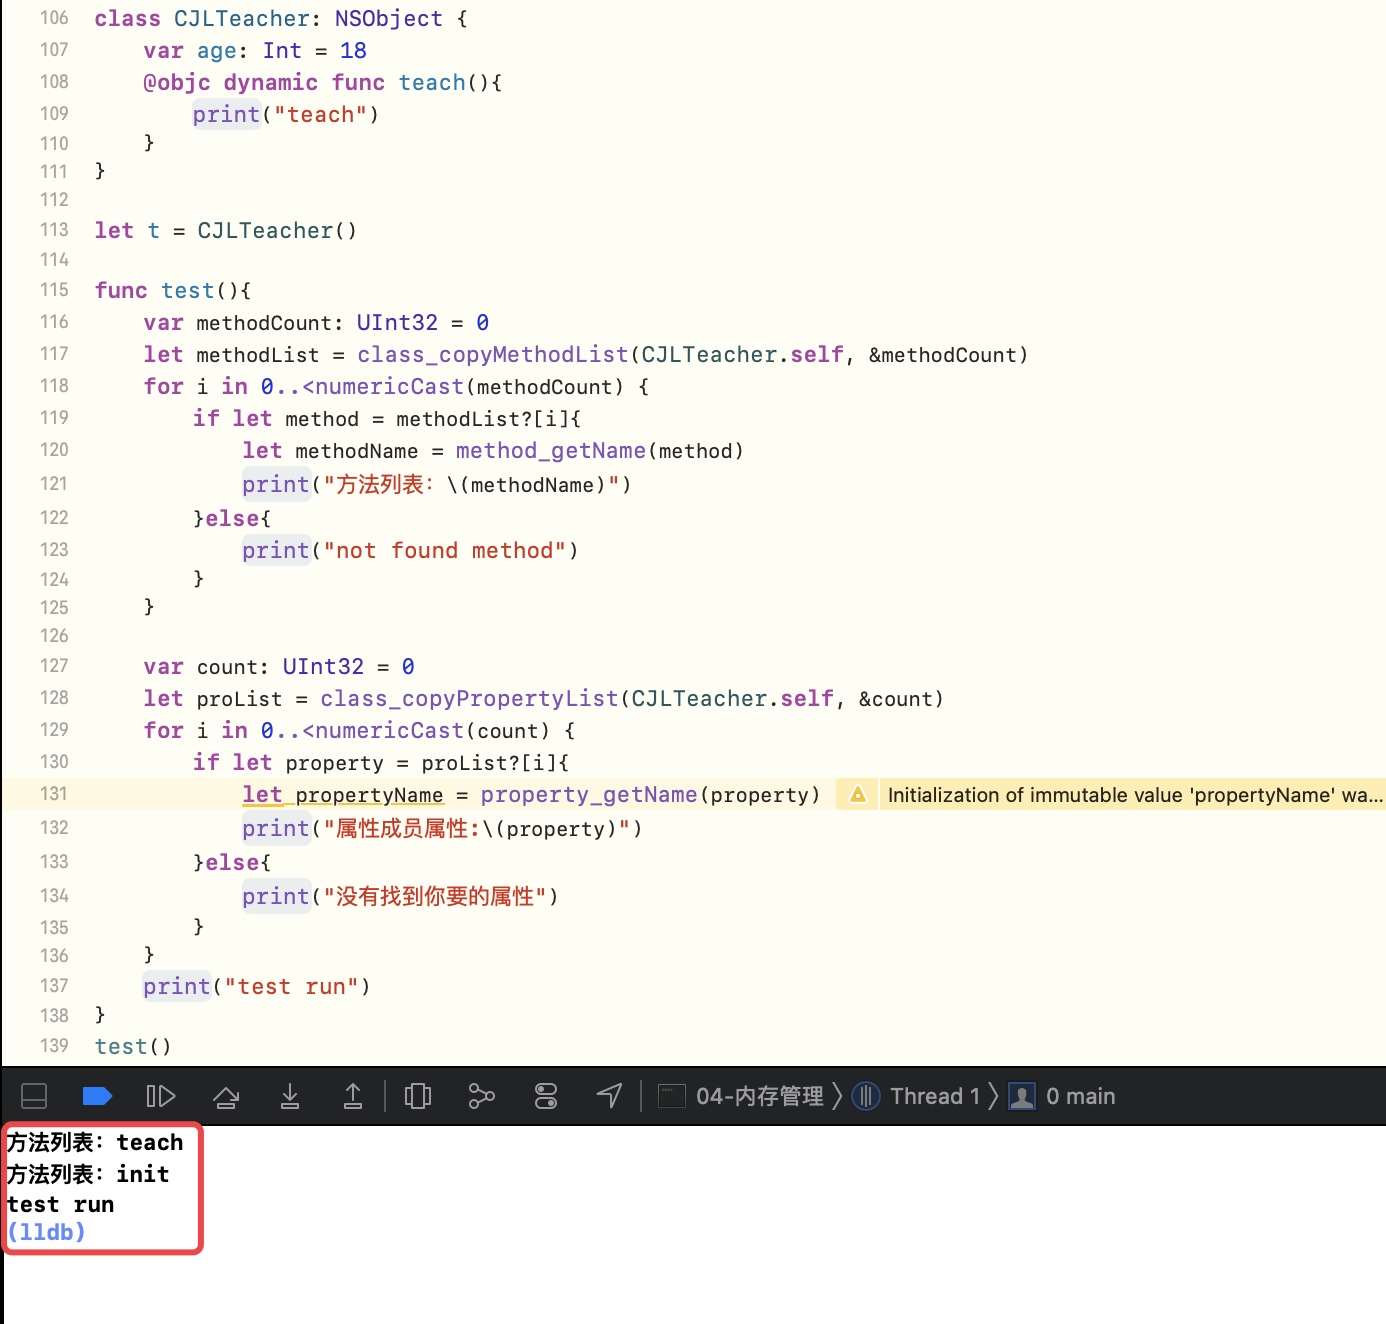 106 class CJLTeacher: NSObject {
107 var age: Int = 18
108 @objc dynamic func teach(){
109 print("teach")
110 }
111 }
112
113 let t = CJLTeacher()
114
115 func test(){
116 var methodCount: UInt32 = 0
117 let methodList = class_copyMethodList(CJLTeacher.self, &methodCount)
118 for i in 0..<numericCast(methodCount) {
119 if let method = methodList?[i]{
120 let methodName = method_getName(method)
121 print("方法列表：\(methodName)")
122 }else{
123 print("not found method")
124 }
125 }
126
127 var count: UInt32 = 0
128 let proList = class_copyPropertyList(CJLTeacher.self, &count)
129 for i in 0..<numericCast(count) {
130 if let property = proList?[i]{
131 let propertyName = property_getName(property) Initialization of immutable value 'propertyName' wa...
132 print("属性成员属性:\(property)")
133 }else{
134 print("没有找到你要的属性")
135 }
136 }
137 print("test run")
138 }
139 test()
04-内存管理 〉 Thread 1 〉 0 main
方法列表：teach
方法列表：init
test run
(lldb)